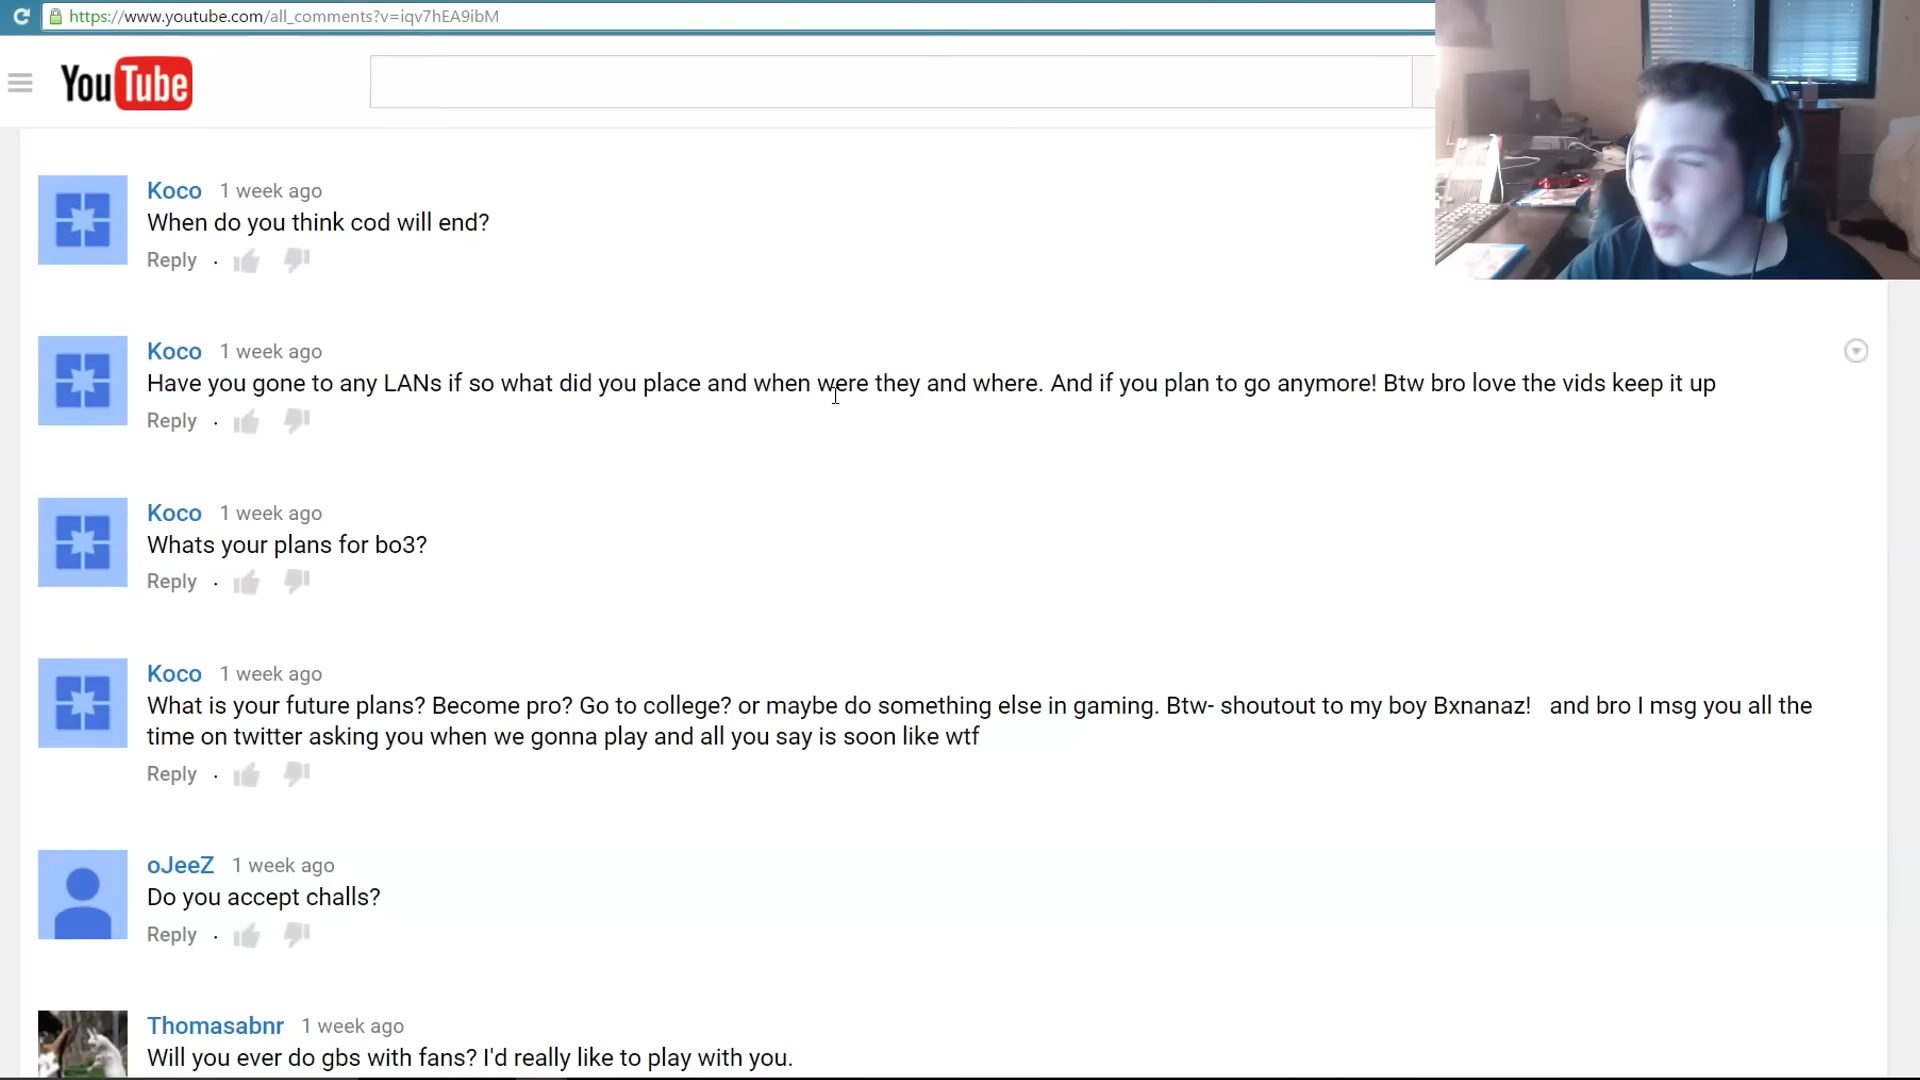 https://www.youtube.com/all_comments?v=iqv7hEA9ibM
YouTube
Koco 1 week ago
When do you think cod will end?
Reply .
Koco 1 week ago
Have you gone to any LANs if so what did you place and when were they and where. And if you plan to go anymore! Btw bro love the vids keep it up
Reply .
Koco 1 week ago
Whats your plans for bo3?
Reply .
Koco 1 week ago
What is your future plans? Become pro? Go to college? or maybe do something else in gaming. Btw- shoutout to my boy Bxnanaz! and bro I msg you all the
time on twitter asking you when we gonna play and all you say is soon like wtf
Reply .
oJeeZ 1 week ago
Do you accept challs?
Reply .
Thomasabnr 1 week ago
Will you ever do gbs with fans? I'd really like to play with you.